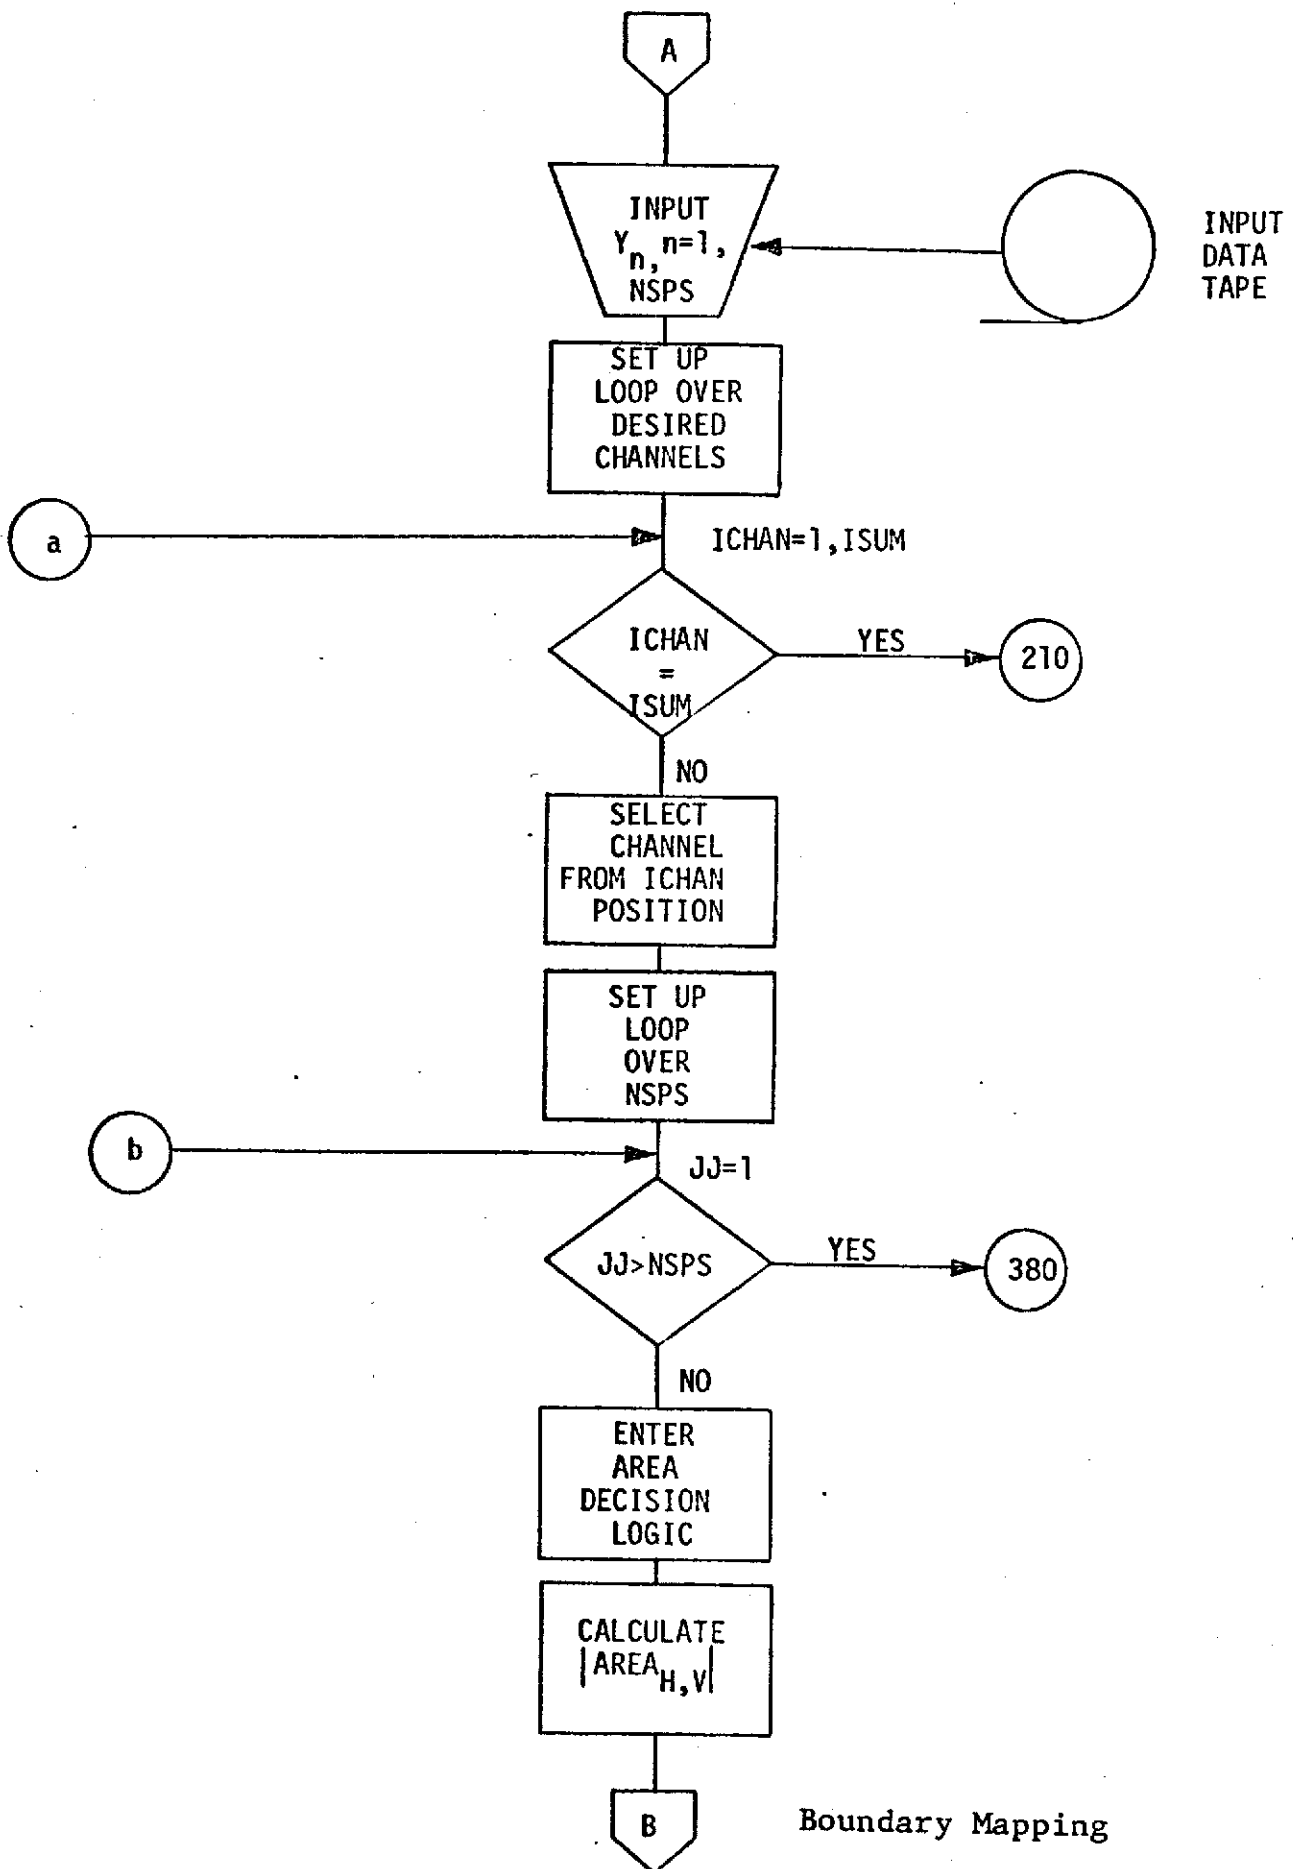 A
INPUT
Yn, n=1,
NSPS
INPUT
DATA
TAPE
SET UP
LOOP OVER
DESIRED
CHANNELS
a
ICHAN=1,ISUM
ICHAN
=
ISUM
YES
210
NO
SELECT
CHANNEL
FROM ICHAN
POSITION
SET UP
LOOP
OVER
NSPS
b
JJ=1
JJ>NSPS
YES
380
NO
ENTER
AREA
DECISION
LOGIC
CALCULATE
|AREAH,V|
B
Boundary Mapping